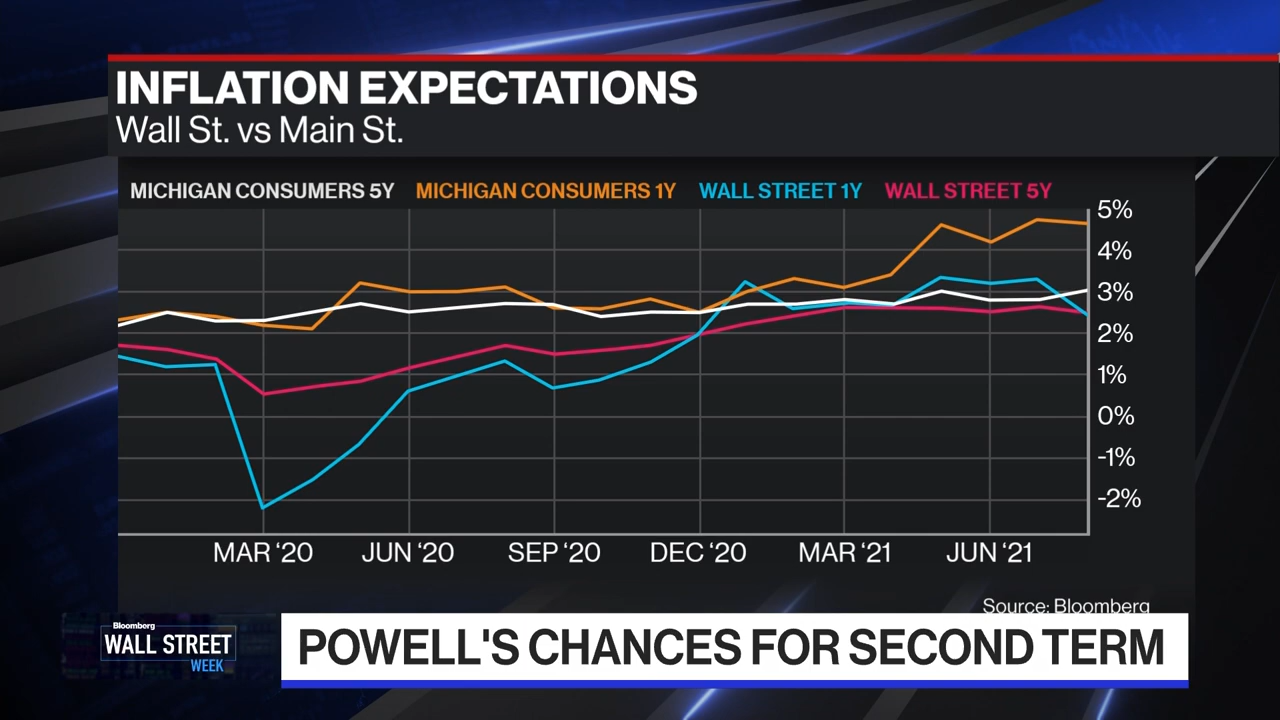 INFLATION EXPECTATIONS
Wall St. vs Main St.
MICHIGAN CONSUMERS 5Y MICHIGAN CONSUMERS 1Y WALL STREET 1Y WALL STREET 5Y
5%
4%
3%
2%
1%
0%
-1%
-2%
MAR ‘20 JUN ‘20 SEP ‘20 DEC ‘20 MAR ‘21 JUN ‘21
Source: Bloomberg
Bloomberg
WALL STREET
WEEK
POWELL'S CHANCES FOR SECOND TERM